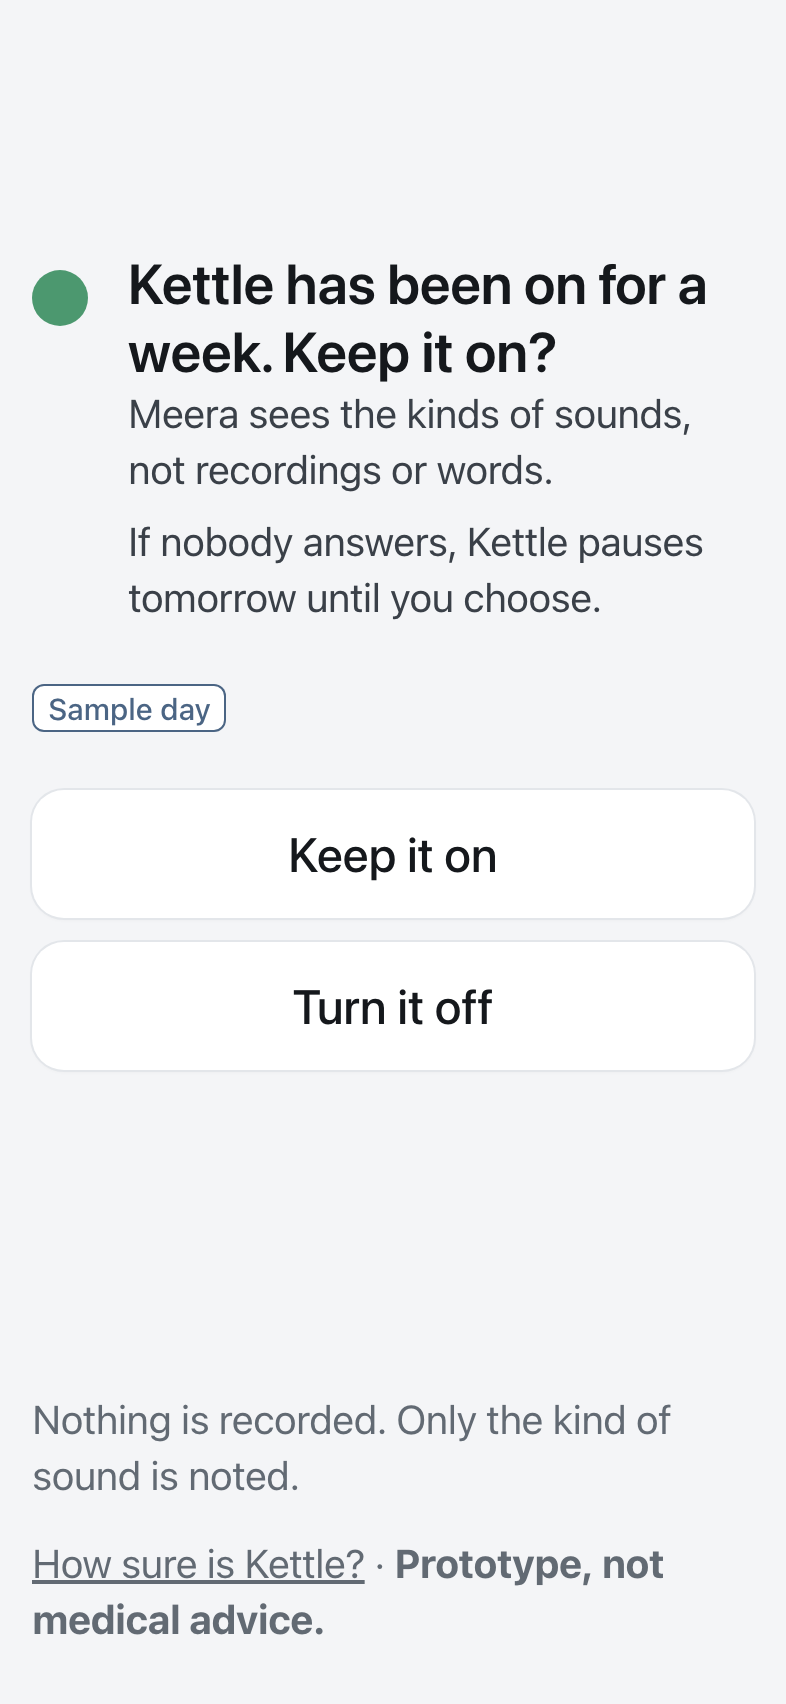 Kettle has been on for a
week. Keep it on?
Meera sees the kinds of sounds,
not recordings or words.
If nobody answers, Kettle pauses
tomorrow until you choose.
Sample day
Keep it on
Turn it off
Nothing is recorded. Only the kind of
sound is noted.
How sure is Kettle? · Prototype, not
medical advice.